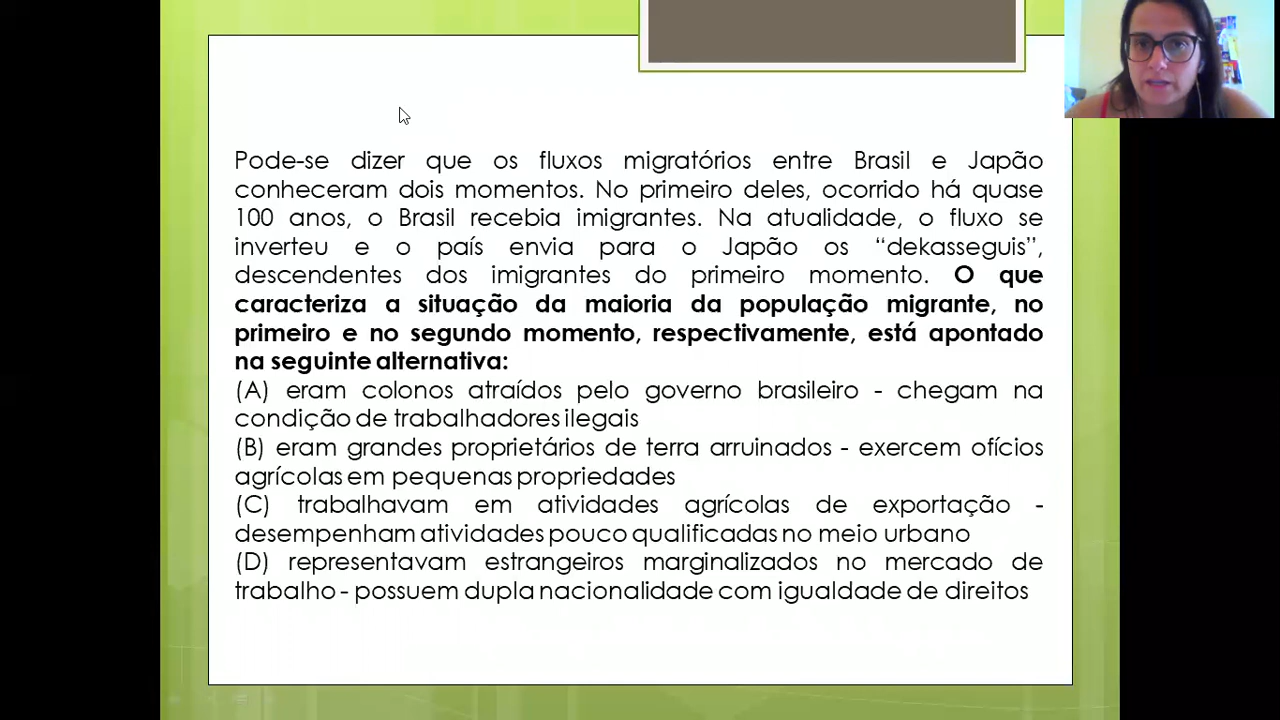 Pode-se dizer que os fluxos migratórios entre Brasil e Japão
conheceram dois momentos. No primeiro deles, ocorrido há quase
100 anos, o Brasil recebia imigrantes. Na atualidade, o fluxo se
inverteu e o país envia para o Japão os “dekasseguis”,
descendentes dos imigrantes do primeiro momento. O que
caracteriza a situação da maioria da população migrante, no
primeiro e no segundo momento, respectivamente, está apontado
na seguinte alternativa:
(A) eram colonos atraídos pelo governo brasileiro - chegam na
condição de trabalhadores ilegais
(B) eram grandes proprietários de terra arruinados - exercem ofícios
agrícolas em pequenas propriedades
(C) trabalhavam em atividades agrícolas de exportação -
desempenham atividades pouco qualificadas no meio urbano
(D) representavam estrangeiros marginalizados no mercado de
trabalho - possuem dupla nacionalidade com igualdade de direitos